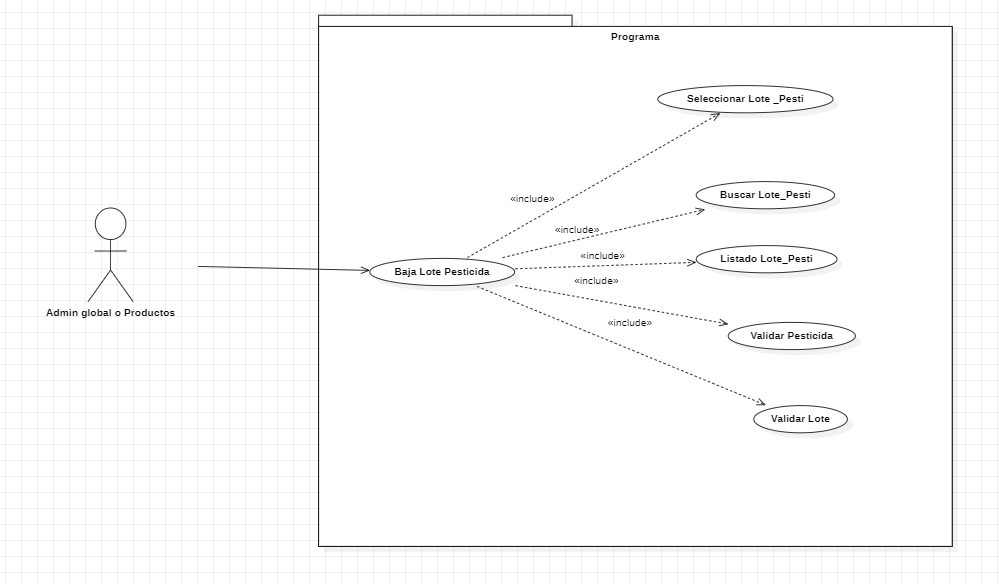 Programa
Seleccionar Lote _Pesti
«include»
Buscar Lote_Pesti
«include»
«include»
Listado Lote_Pesti
Baja Lote Pesticida
«include»
Admin global o Productos
«include»
Validar Pesticida
Validar Lote